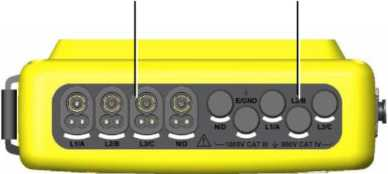 L1/A L2/B L3/C N/D
E/GND L2/B
N/D L1/A L3/C
1000V CAT III 600V CAT IV